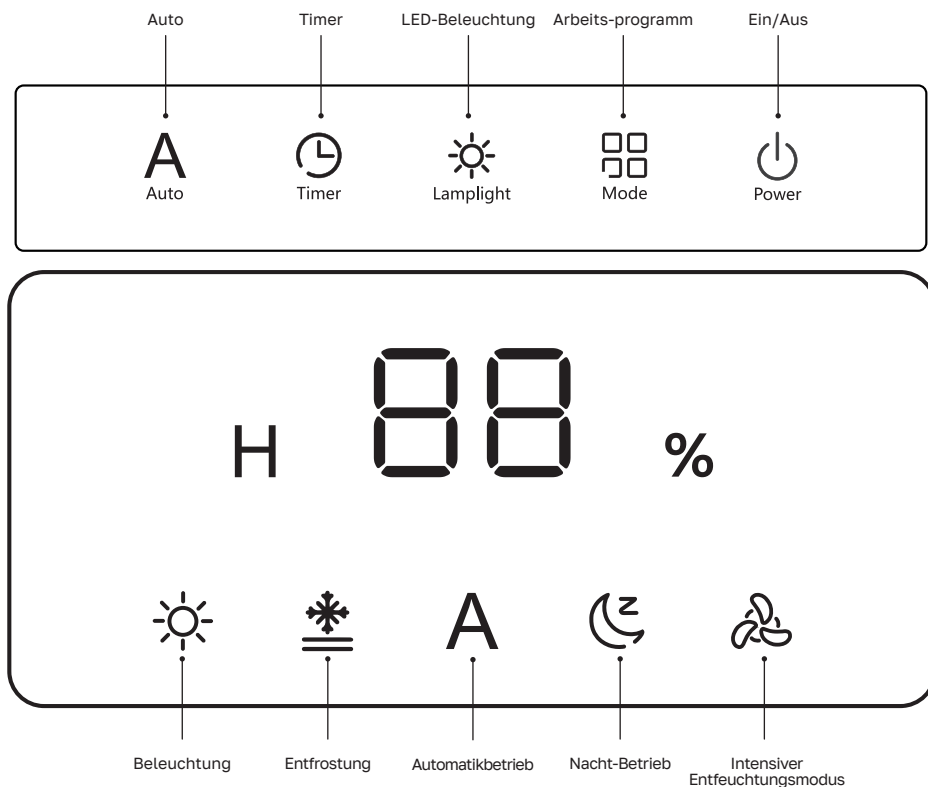 Auto Timer LED-Beleuchtung Arbeits-programm Ein/Aus
A
Auto Timer Lamplight Mode Power
H 88 %
A
Beleuchtung Entfrostung Automatikbetrieb Nacht-Betrieb Intensiver
Entfeuchtungsmodus